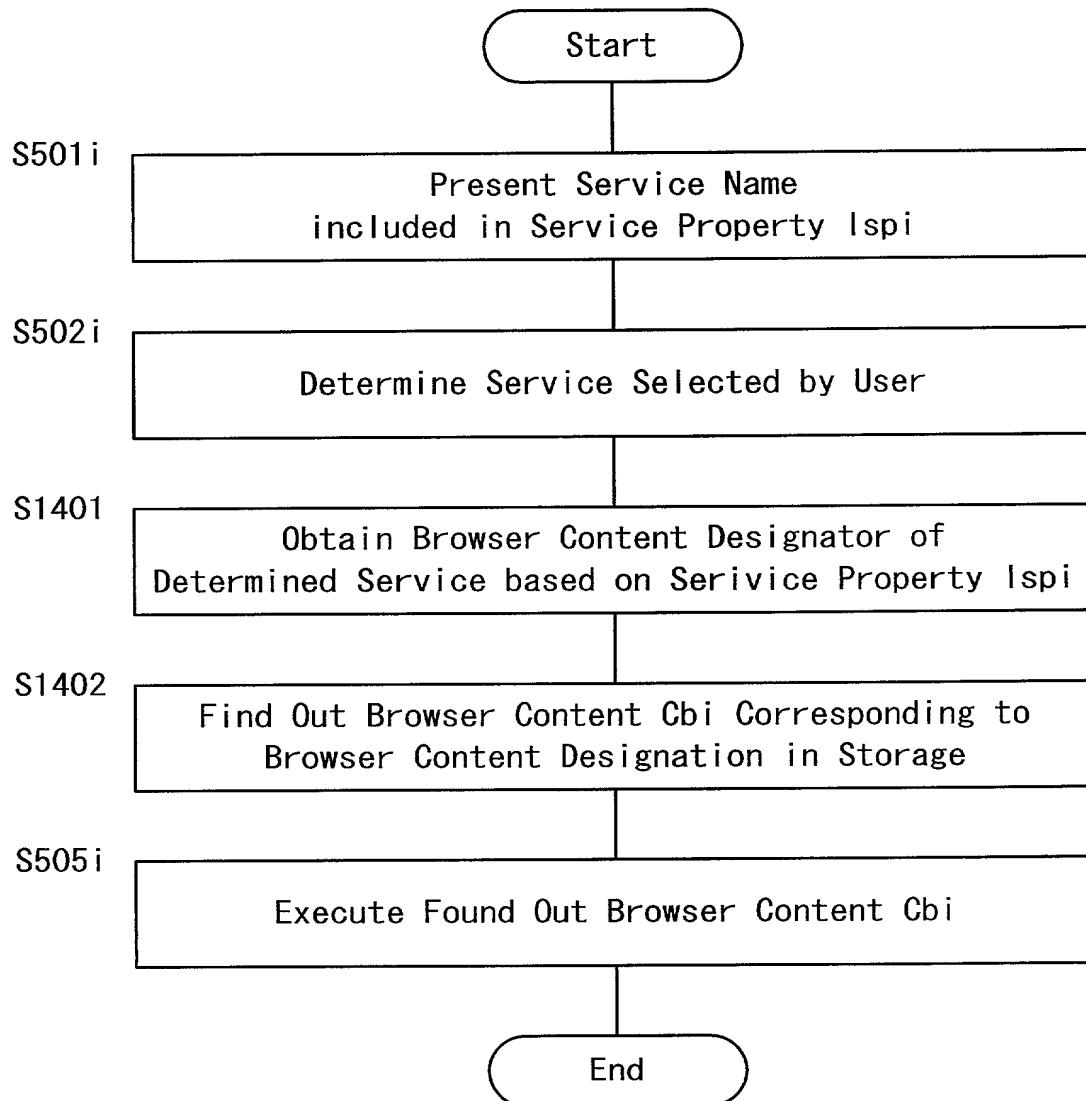 Start
S501i
Present Service Name
included in Service Property Ispi
S502i
Determine Service Selected by User
S1401
Obtain Browser Content Designator of
Determined Service based on Serivice Property Ispi
S1402
Find Out Browser Content Cbi Corresponding to
Browser Content Designation in Storage
S505i
Execute Found Out Browser Content Cbi
End